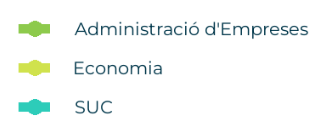 Administració d'Empreses
Economia
SUC